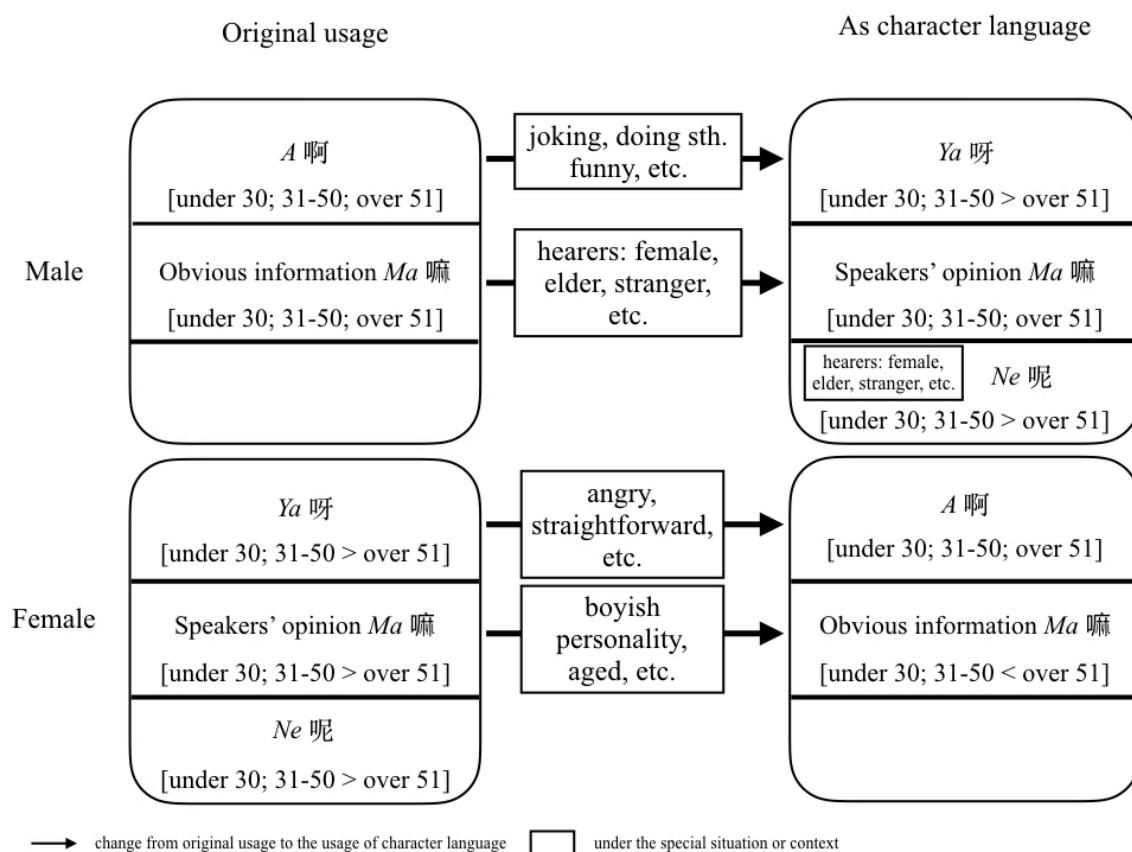 Original usage
As character language
Male
A 啊
[under 30; 31-50; over 51]
joking, doing sth.
funny, etc.
Ya 呀
[under 30; 31-50 > over 51]
Obvious information Ma 嘛
[under 30; 31-50; over 51]
hearers: female,
elder, stranger,
etc.
Speakers’ opinion Ma 嘛
[under 30; 31-50; over 51]
hearers: female,
elder, stranger, etc.
Ne 呢
[under 30; 31-50 > over 51]
Female
Ya 呀
[under 30; 31-50 > over 51]
angry,
straightforward,
etc.
A 啊
[under 30; 31-50; over 51]
Speakers’ opinion Ma 嘛
[under 30; 31-50 > over 51]
boyish
personality,
aged, etc.
Obvious information Ma 嘛
[under 30; 31-50 < over 51]
Ne 呢
[under 30; 31-50 > over 51]
change from original usage to the usage of character language
under the special situation or context